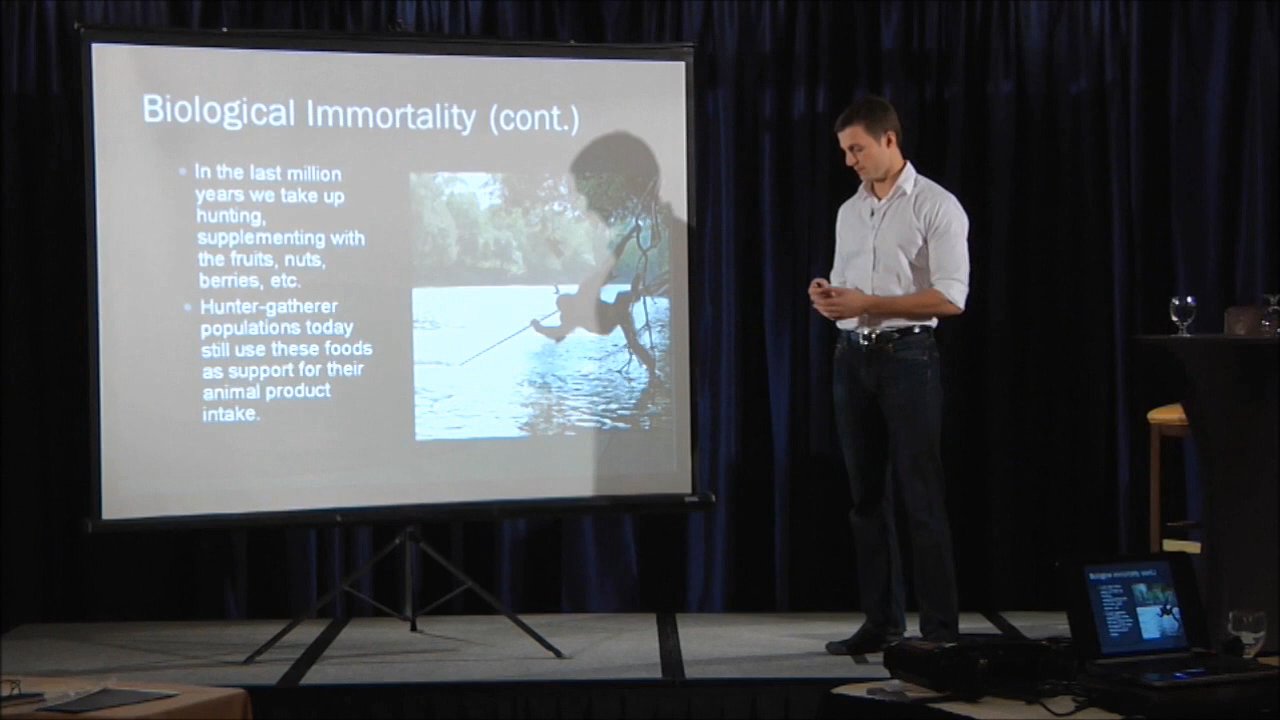 Biological Immortality (cont.)
In the last million
years we take up
hunting,
supplementing with
the fruits, nuts,
berries, etc.
Hunter-gatherer
populations today
still use these foods
as support for their
animal product
intake.